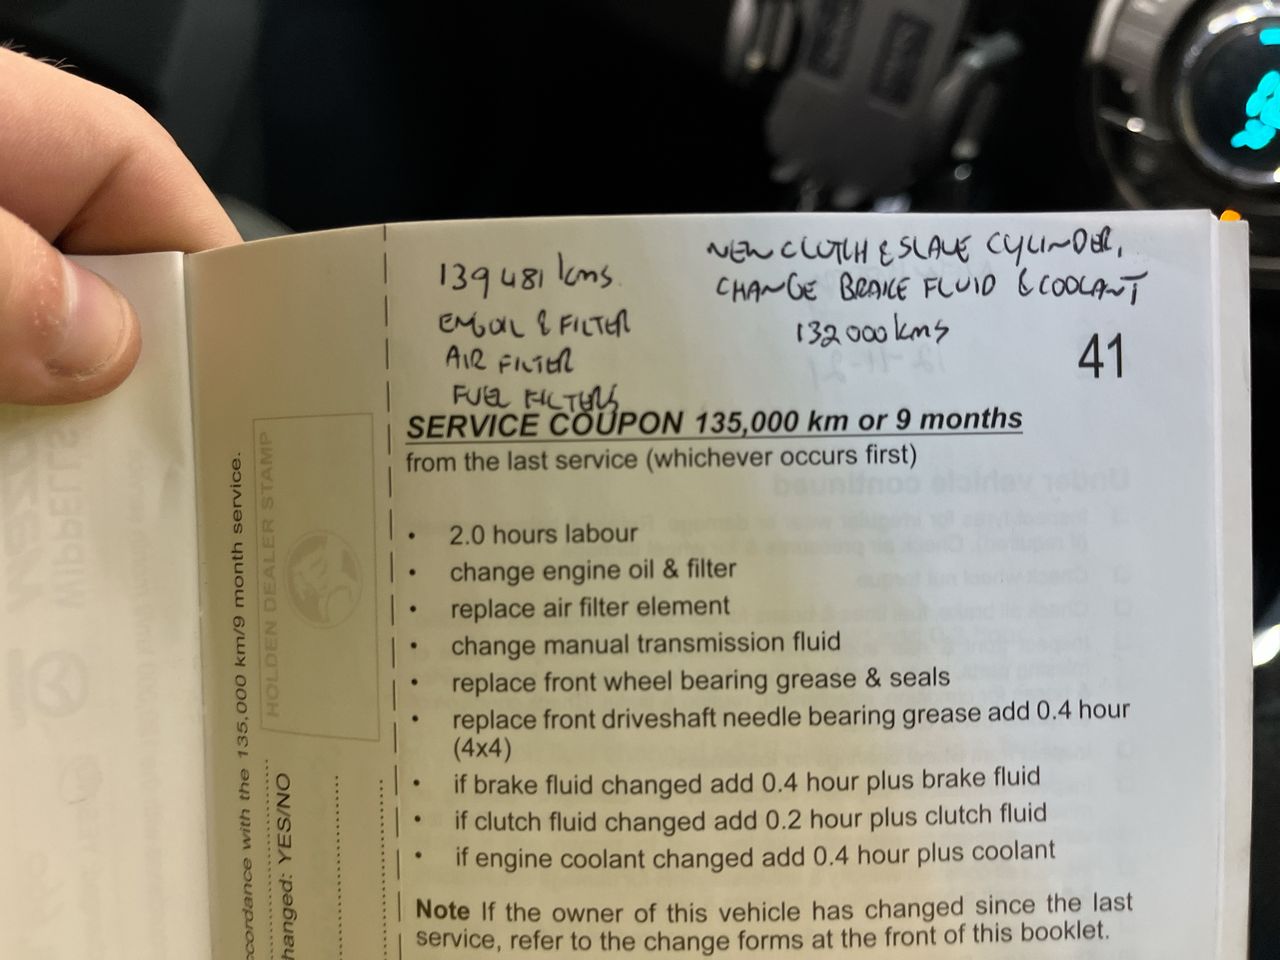 139 481 kms
ENG OIL & FILTER
AIR FILTER
FUEL FILTERS
NEW CLUTCH & SLAVE CYLINDER,
CHANGE BRAKE FLUID & COOLANT
132 000 kms
41
SERVICE COUPON 135,000 km or 9 months
from the last service (whichever occurs first)
• 2.0 hours labour
• change engine oil & filter
• replace air filter element
• change manual transmission fluid
• replace front wheel bearing grease & seals
• replace front driveshaft needle bearing grease add 0.4 hour
(4x4)
• if brake fluid changed add 0.4 hour plus brake fluid
• if clutch fluid changed add 0.2 hour plus clutch fluid
• if engine coolant changed add 0.4 hour plus coolant
Note If the owner of this vehicle has changed since the last
service, refer to the change forms at the front of this booklet.
HOLDEN DEALER STAMP
ccordance with the 135,000 km/9 month service.
hanged: YES/NO